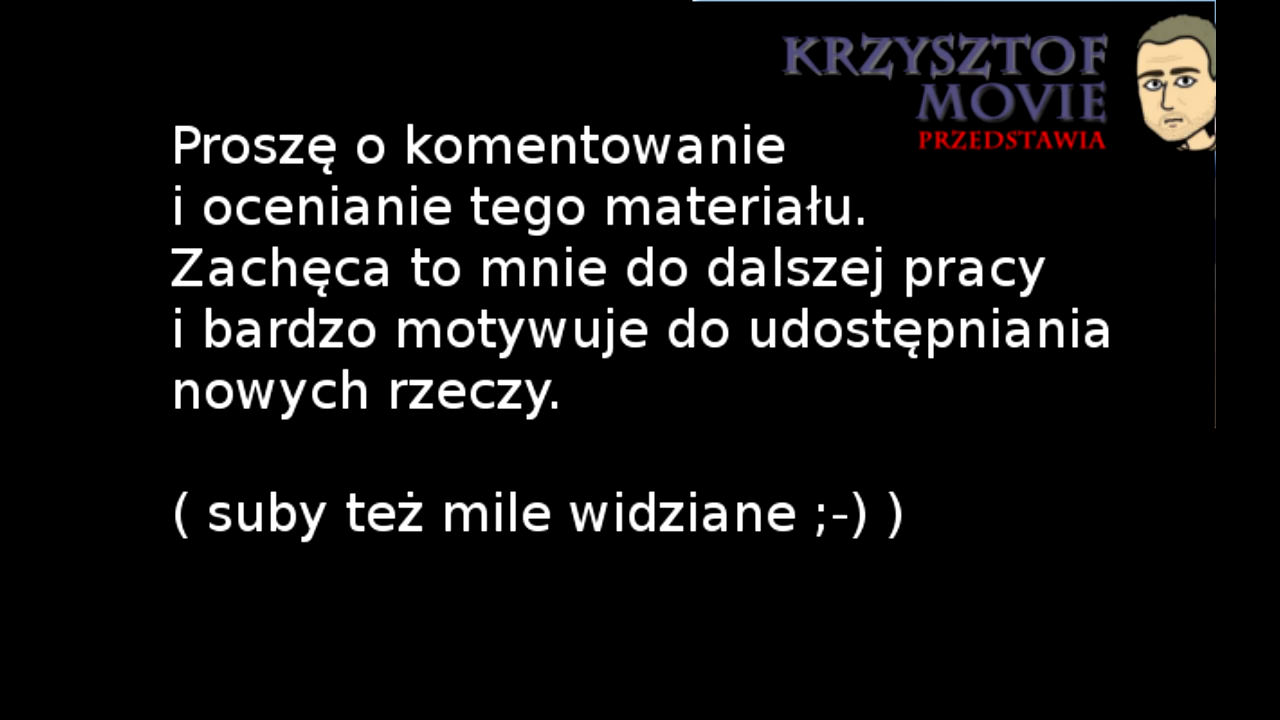 KRZYSZTOF
MOVIE
PRZEDSTAWIA
Proszę o komentowanie
i ocenianie tego materiału.
Zachęca to mnie do dalszej pracy
i bardzo motywuje do udostępniania
nowych rzeczy.
( suby też mile widziane ;-) )